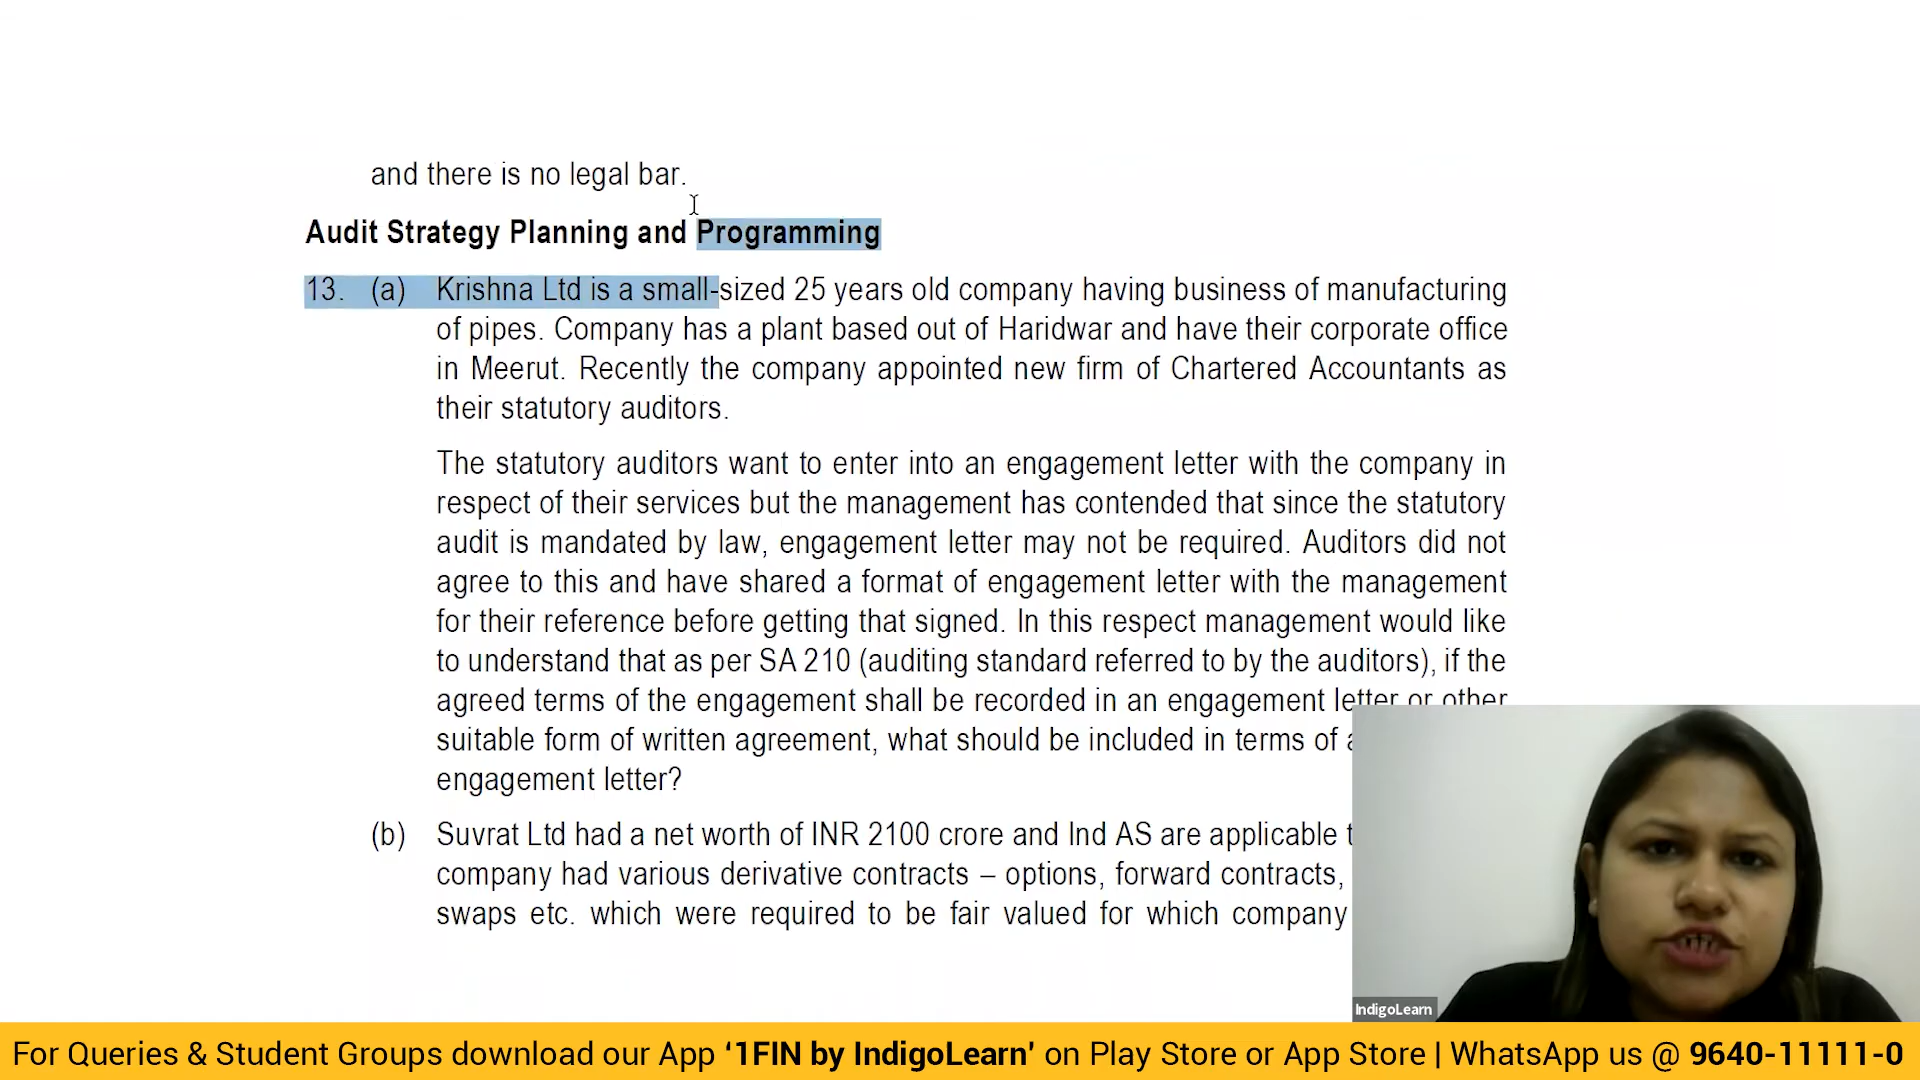 and there is no legal bar.
Audit Strategy Planning and Programming
13. (a) Krishna Ltd is a small-sized 25 years old company having business of manufacturing
of pipes. Company has a plant based out of Haridwar and have their corporate office
in Meerut. Recently the company appointed new firm of Chartered Accountants as
their statutory auditors.
The statutory auditors want to enter into an engagement letter with the company in
respect of their services but the management has contended that since the statutory
audit is mandated by law, engagement letter may not be required. Auditors did not
agree to this and have shared a format of engagement letter with the management
for their reference before getting that signed. In this respect management would like
to understand that as per SA 210 (auditing standard referred to by the auditors), if the
agreed terms of the engagement shall be recorded in an engagement letter or other
suitable form of written agreement, what should be included in terms of
engagement letter?
(b) Suvrat Ltd had a net worth of INR 2100 crore and Ind AS are applicable
company had various derivative contracts – options, forward contracts,
swaps etc. which were required to be fair valued for which company
IndigoLearn
For Queries & Student Groups download our App ‘1FIN by IndigoLearn’ on Play Store or App Store | WhatsApp us @ 9640-11111-0